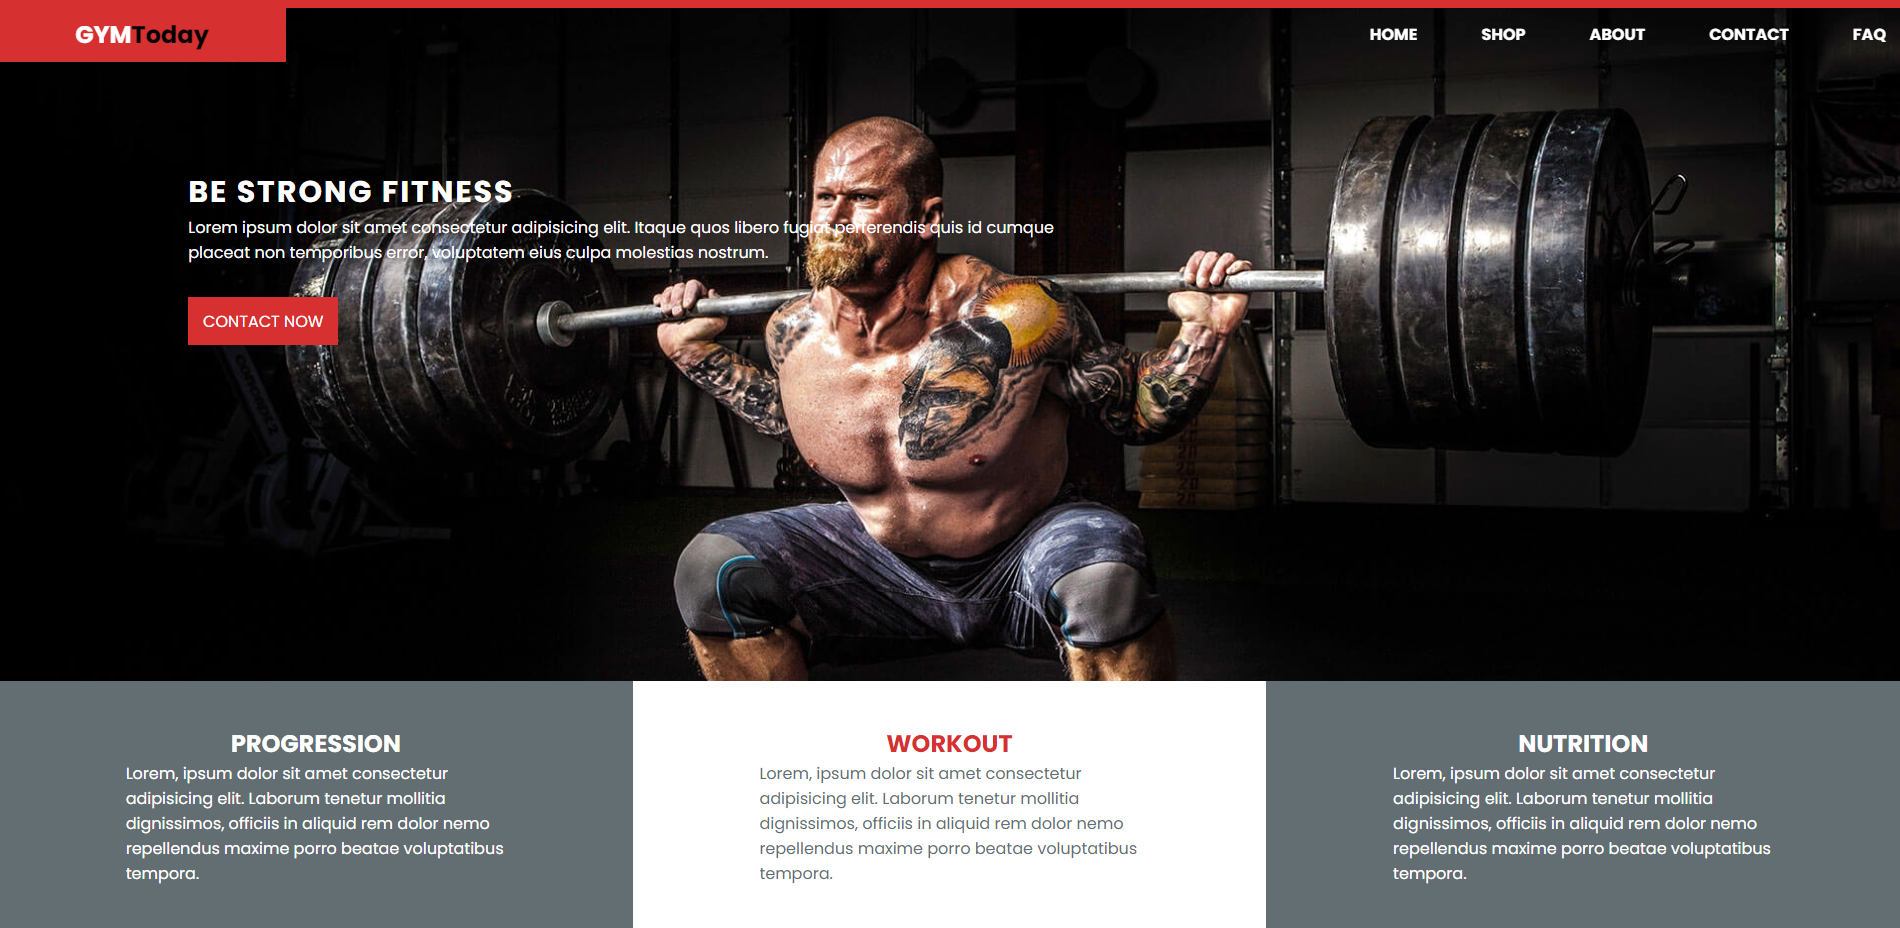 GYMToday
HOME SHOP ABOUT CONTACT FAQ
BE STRONG FITNESS
Lorem ipsum dolor sit amet consectetur adipisicing elit. Itaque quos libero fugiat perferendis quis id cumque
placeat non temporibus error, voluptatem eius culpa molestias nostrum.
CONTACT NOW
PROGRESSION
Lorem, ipsum dolor sit amet consectetur
adipisicing elit. Laborum tenetur mollitia
dignissimos, officiis in aliquid rem dolor nemo
repellendus maxime porro beatae voluptatibus
tempora.
WORKOUT
Lorem, ipsum dolor sit amet consectetur
adipisicing elit. Laborum tenetur mollitia
dignissimos, officiis in aliquid rem dolor nemo
repellendus maxime porro beatae voluptatibus
tempora.
NUTRITION
Lorem, ipsum dolor sit amet consectetur
adipisicing elit. Laborum tenetur mollitia
dignissimos, officiis in aliquid rem dolor nemo
repellendus maxime porro beatae voluptatibus
tempora.